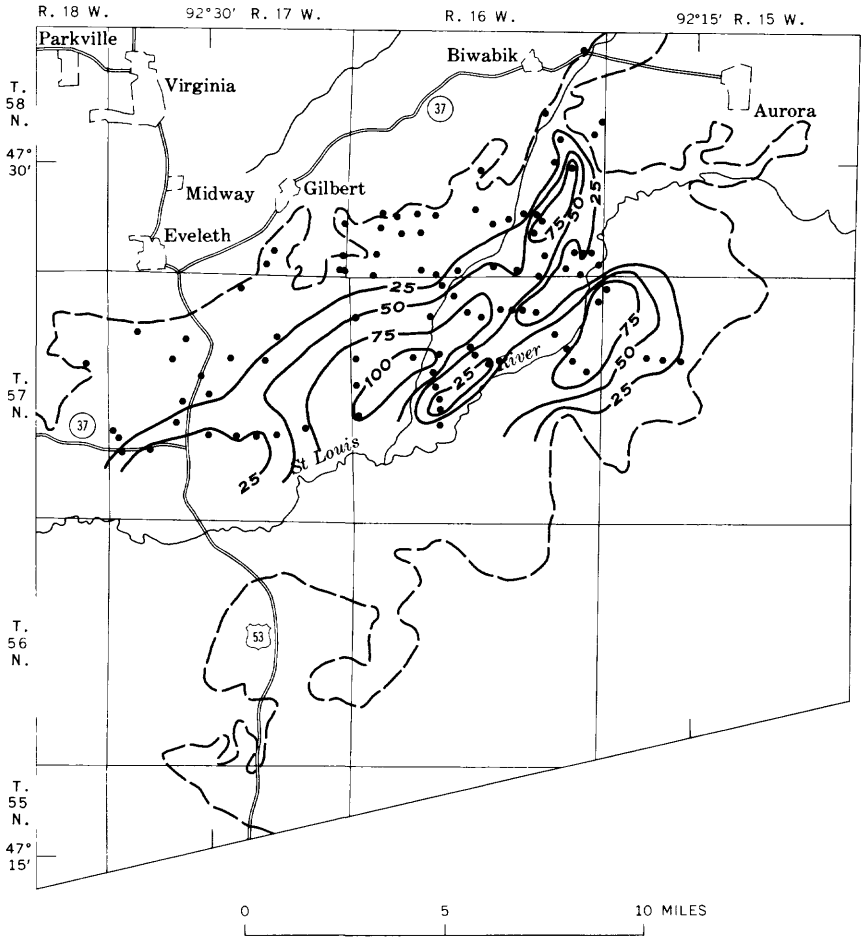 R. 18 W. 92°30' R. 17 W. R. 16 W. 92°15' R. 15 W.
Parkville
Virginia
Biwabik
Aurora
T.
58
N.
37
47°
30'
Midway
Gilbert
Eveleth
25
50
75
25
50
75
100
25
River
75
50
25
T.
57
N.
37
St Louis
25
T.
56
N.
53
T.
55
N.
47°
15'
0 5 10 MILES